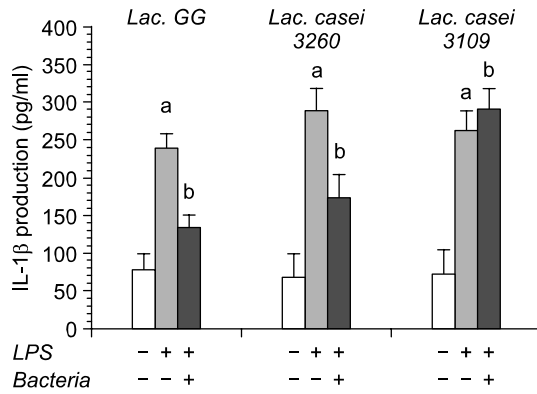 Lac. GG Lac. casei Lac. casei
3260 3109
400
350
300
250
200
150
100
50
0
IL-1β production (pg/ml)
a b a b a b
LPS − + + − + + − + +
Bacteria − − + − − + − − +